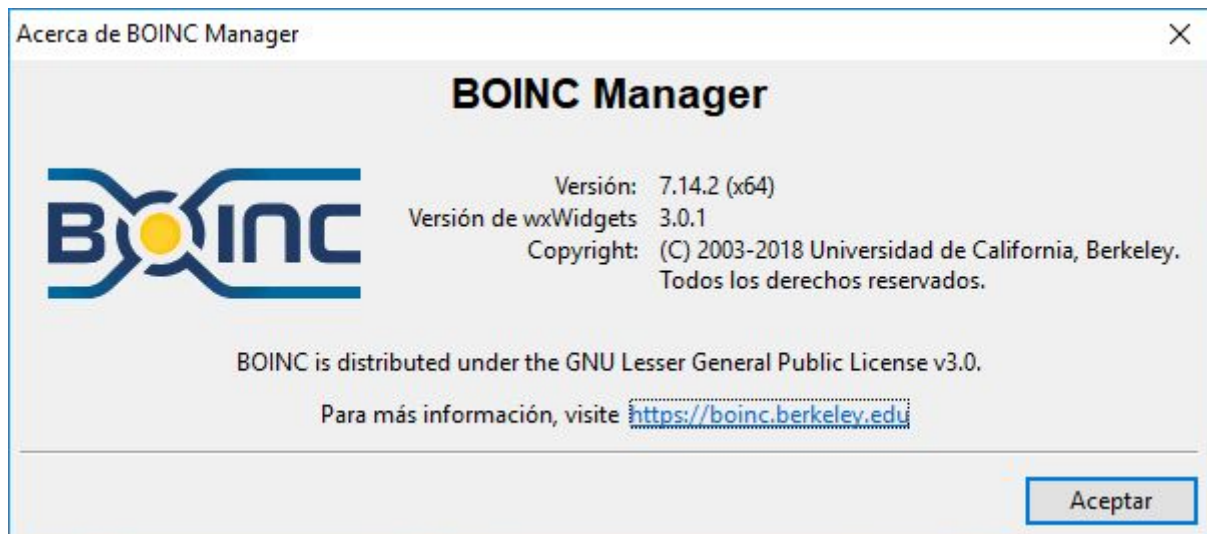 Acerca de BOINC Manager
BOINC Manager
BOINC
Versión: 7.14.2 (x64)
Versión de wxWidgets 3.0.1
Copyright: (C) 2003-2018 Universidad de California, Berkeley.
Todos los derechos reservados.
BOINC is distributed under the GNU Lesser General Public License v3.0.
Para más información, visite https://boinc.berkeley.edu
Aceptar